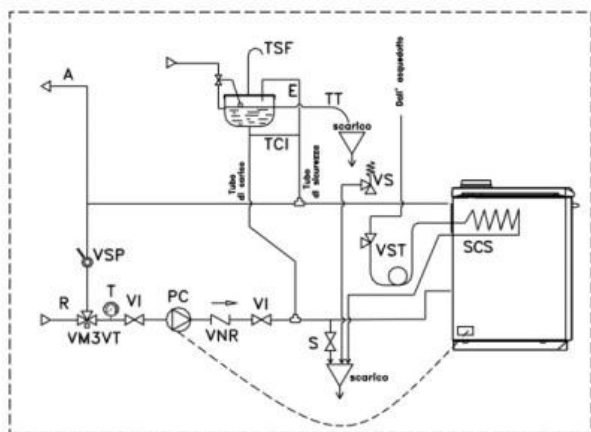 TSF
A
E
TT
Dall' acquedotto
scarico
TCI
Tubo
di carico
Tubo
di sicurezza
VS
VSP
VST
SCS
R
T
VI
PC
VI
VM3VT
VNR
S
scarico